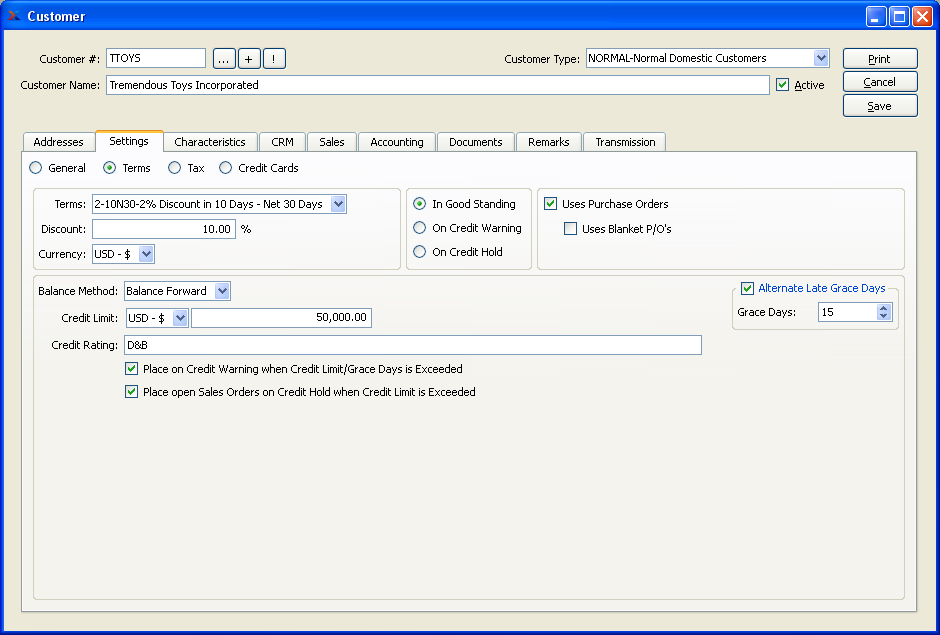 Customer
Customer #: TTOYS ... + ! Customer Type: NORMAL-Normal Domestic Customers Print
Customer Name: Tremendous Toys Incorporated Active Cancel
Save
Addresses Settings Characteristics CRM Sales Accounting Documents Remarks Transmission
General Terms Tax Credit Cards
Terms: 2-10N30-2% Discount in 10 Days - Net 30 Days In Good Standing Uses Purchase Orders
Discount: 10.00 % On Credit Warning Uses Blanket P/O's
Currency: USD - $ On Credit Hold
Balance Method: Balance Forward Alternate Late Grace Days
Credit Limit: USD - $ 50,000.00 Grace Days: 15
Credit Rating: D&B
Place on Credit Warning when Credit Limit/Grace Days is Exceeded
Place open Sales Orders on Credit Hold when Credit Limit is Exceeded